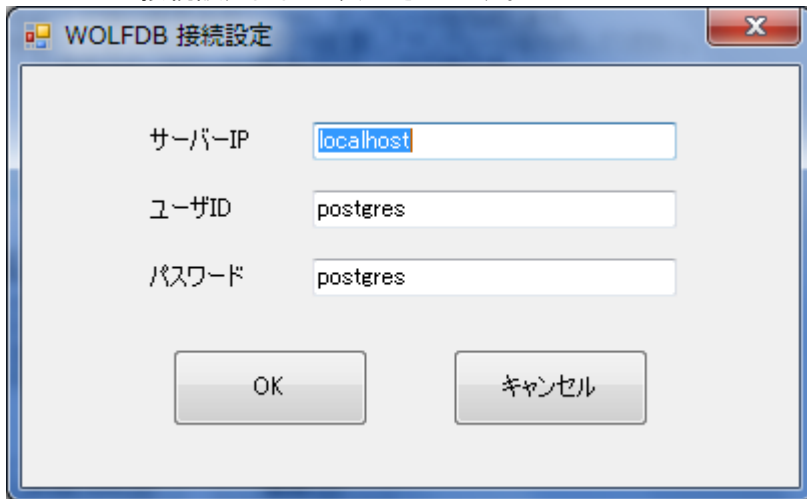 WOLFDB 接続設定
サーバーIP
localhost
ユーザID
postgres
パスワード
postgres
OK
キャンセル